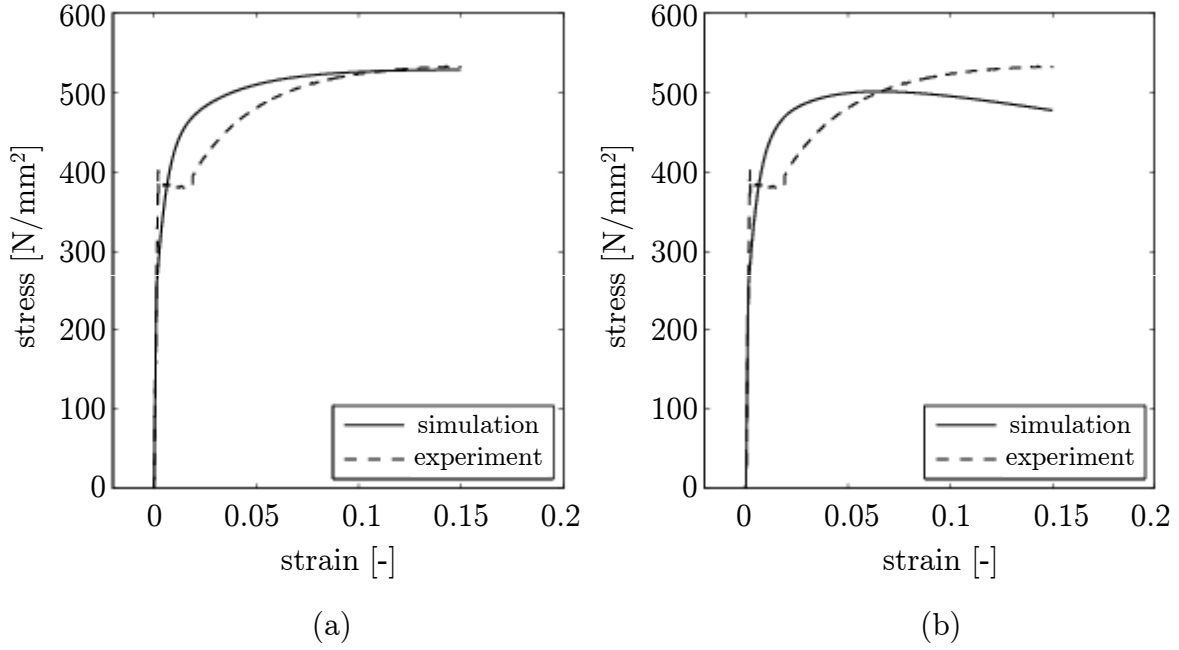 600
500
400
300
200
100
0
stress [N/mm²]
simulation
experiment
0 0.05 0.1 0.15 0.2
strain [-]
(a)
600
500
400
300
200
100
0
stress [N/mm²]
simulation
experiment
0 0.05 0.1 0.15 0.2
strain [-]
(b)